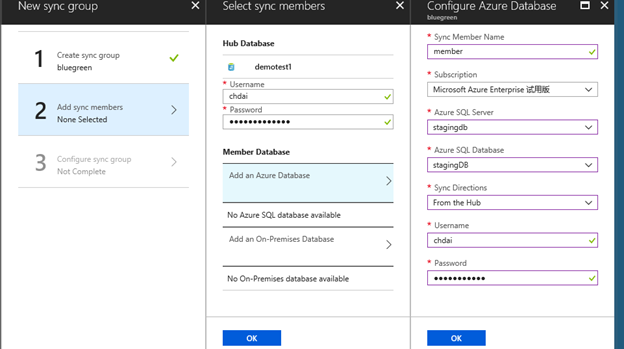 New sync group
1
Create sync group
bluegreen
2
Add sync members
None Selected
3
Configure sync group
Not Complete
Select sync members
Hub Database
demotest1
* Username
chdai
* Password
•••••••••••••
Member Database
Add an Azure Database
No Azure SQL database available
Add an On-Premises Database
No On-Premises database available
OK
Configure Azure Database
bluegreen
* Sync Member Name
member
* Subscription
Microsoft Azure Enterprise 试用版
* Azure SQL Server
stagingdb
* Azure SQL Database
stagingDB
* Sync Directions
From the Hub
* Username
chdai
* Password
•••••••••••
OK